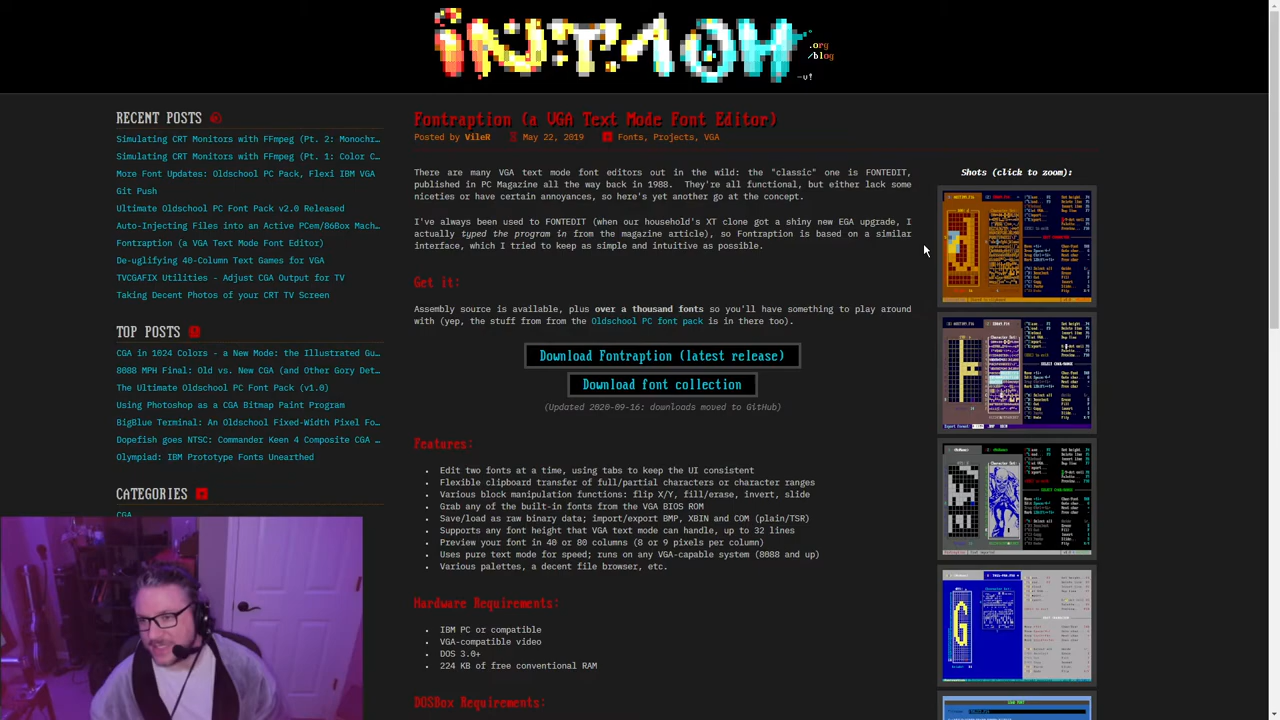 iNT10H
.org
/blog
-v!
RECENT POSTS
Simulating CRT Monitors with FFmpeg (Pt. 2: Monochr…
Simulating CRT Monitors with FFmpeg (Pt. 1: Color C…
More Font Updates: Oldschool PC Pack, Flexi IBM VGA
Git Push
Ultimate Oldschool PC Font Pack v2.0 Released
Auto-Injecting Files into an
Fontraption (a VGA Text Mode Font Editor)
De-uglifying 40-Column Text Games for
TVDAFIX Utilities - Adjust CGA Output
Taking Decent Photos of your CRT TV Screen
TOP POSTS
CGA in 1024 Colors - a New Mode: the Illustrated Gu…
8088 MPH Final: Old vs. New CGA
The Ultimate Oldschool PC Font Pack
Using Photoshop as a CGA Bitmap Font Editor
BigBlue Terminal: An Oldschool Fixed-Width Pixel Fo…
Dopefish goes NTSC: Commander Keen 4 Composite CGA …
Olympiad: IBM Prototype Fonts Unearthed
CATEGORIES
CGA
Fontraption (a VGA Text Mode Font Editor)
Posted by VileR May 22, 2019 Fonts, Projects, VGA
There are many VGA text mode font editors out in the wild: the "classic" one is FONTEDIT,
published in PC Magazine all the way back in 1988. They're all functional, but either lack some
niceties or have certain annoyances, so here's yet another go at the concept.
I've always been used to FONTEDIT (when our household's XT clone got a brand new EGA upgrade, I
actually typed the program in from the magazine article), so Fontraption is based on a similar
interface, which I tried to keep as simple and intuitive as possible.
Get it:
Assembly source is available, plus over a thousand fonts so you'll have something to play around
with (yep, the stuff from from the Oldschool PC font pack is in there too).
Download Fontraption (latest release)
Download font collection
(Updated 2020-09-16: downloads moved to GitHub)
Features:
• Edit two fonts at a time, using tabs to keep the UI consistent
• Flexible clipboard transfer of full/partial characters or character ranges
• Various block manipulation functions: flip X/Y, fill/erase, invert, slide
• Grab any of the built-in fonts from the VGA BIOS ROM
• Save/load as raw binary data; import/export BMP, XBIN and COM (plain/TSR)
• Supports any font height that VGA text mode can handle, up to 32 lines
• Preview your font in 40 or 80 columns (8 or 9 pixels per column)
• Uses pure text mode for speed; runs on any VGA-capable system (8088 and up)
• Various palettes, a decent file browser, etc.
Hardware Requirements:
• IBM PC or compatible
• VGA-compatible video
• DOS 3.0+
• 224 KB of free conventional RAM
DOSBox Requirements:
Shots (click to zoom):